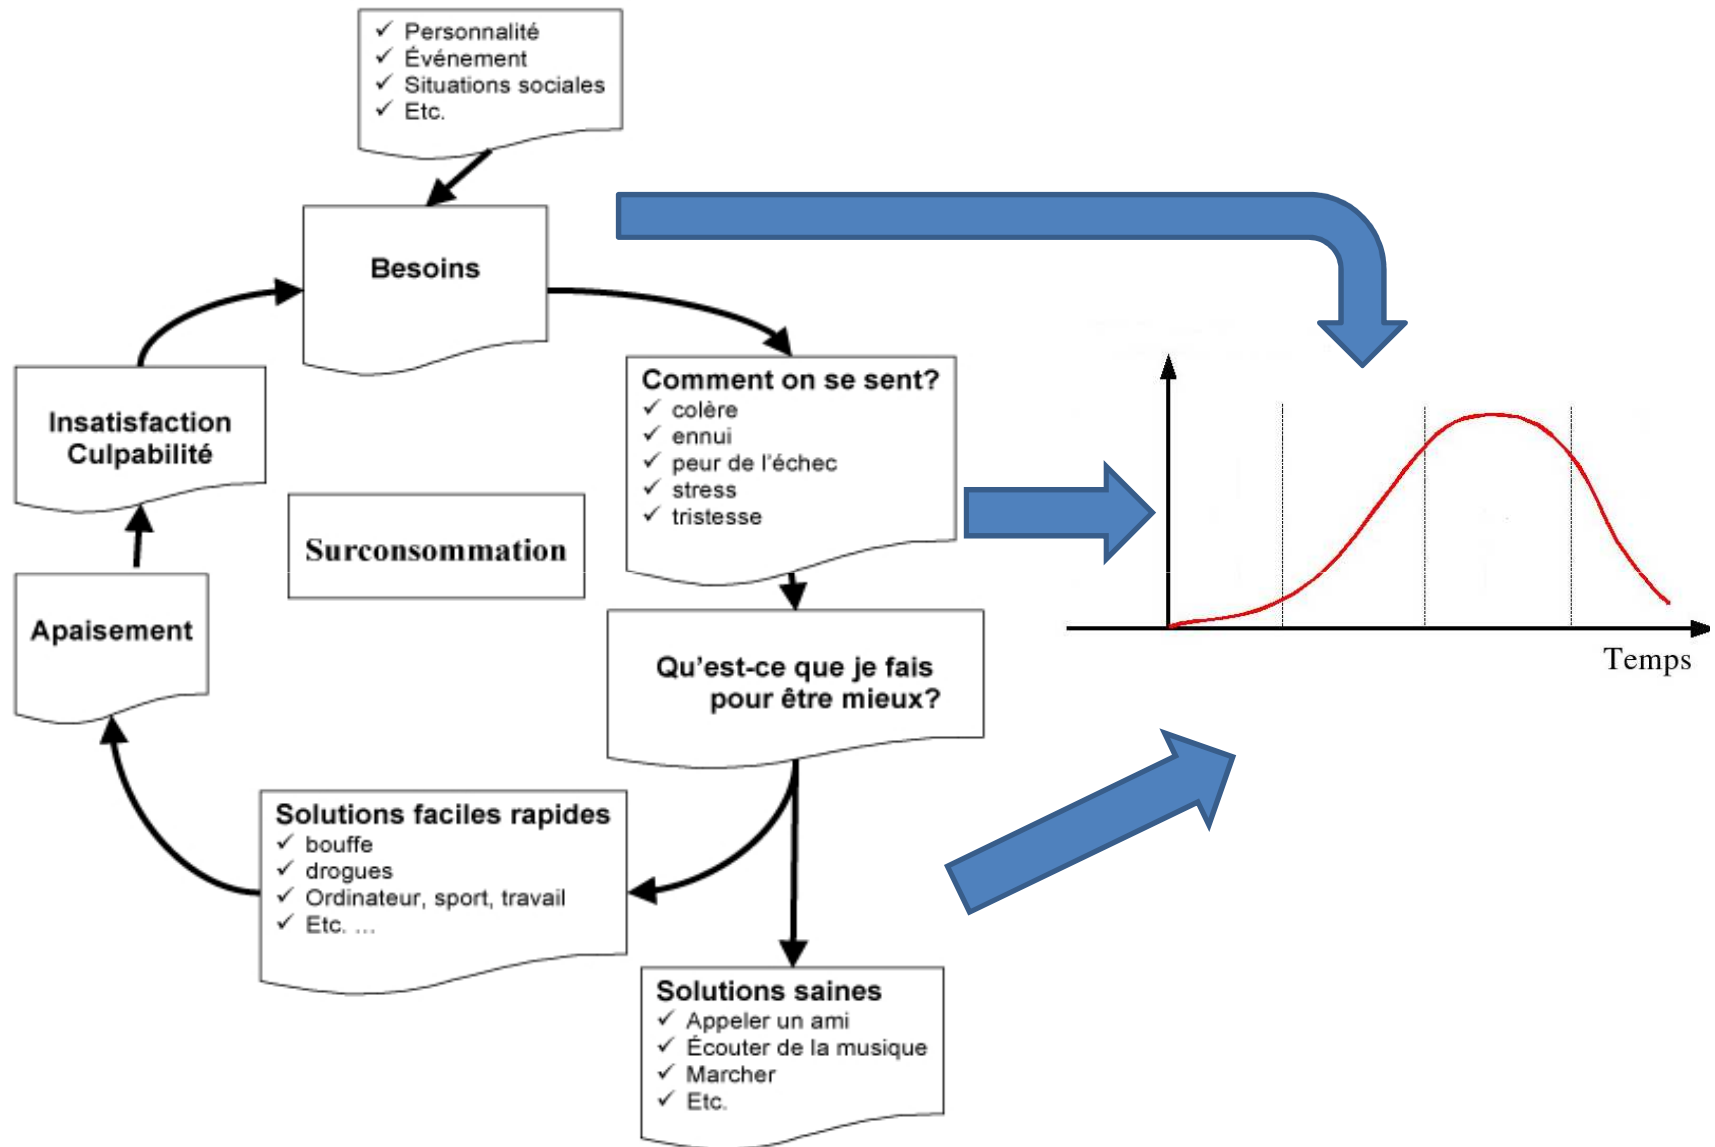 ✓ Personnalité
✓ Événement
✓ Situations sociales
✓ Etc.
Besoins
Comment on se sent?
✓ colère
✓ ennui
✓ peur de l'échec
✓ stress
✓ tristesse
Insatisfaction
Culpabilité
Surconsommation
Apaisement
Qu'est-ce que je fais
pour être mieux?
Temps
Solutions faciles rapides
✓ bouffe
✓ drogues
✓ Ordinateur, sport, travail
✓ Etc. ...
Solutions saines
✓ Appeler un ami
✓ Écouter de la musique
✓ Marcher
✓ Etc.